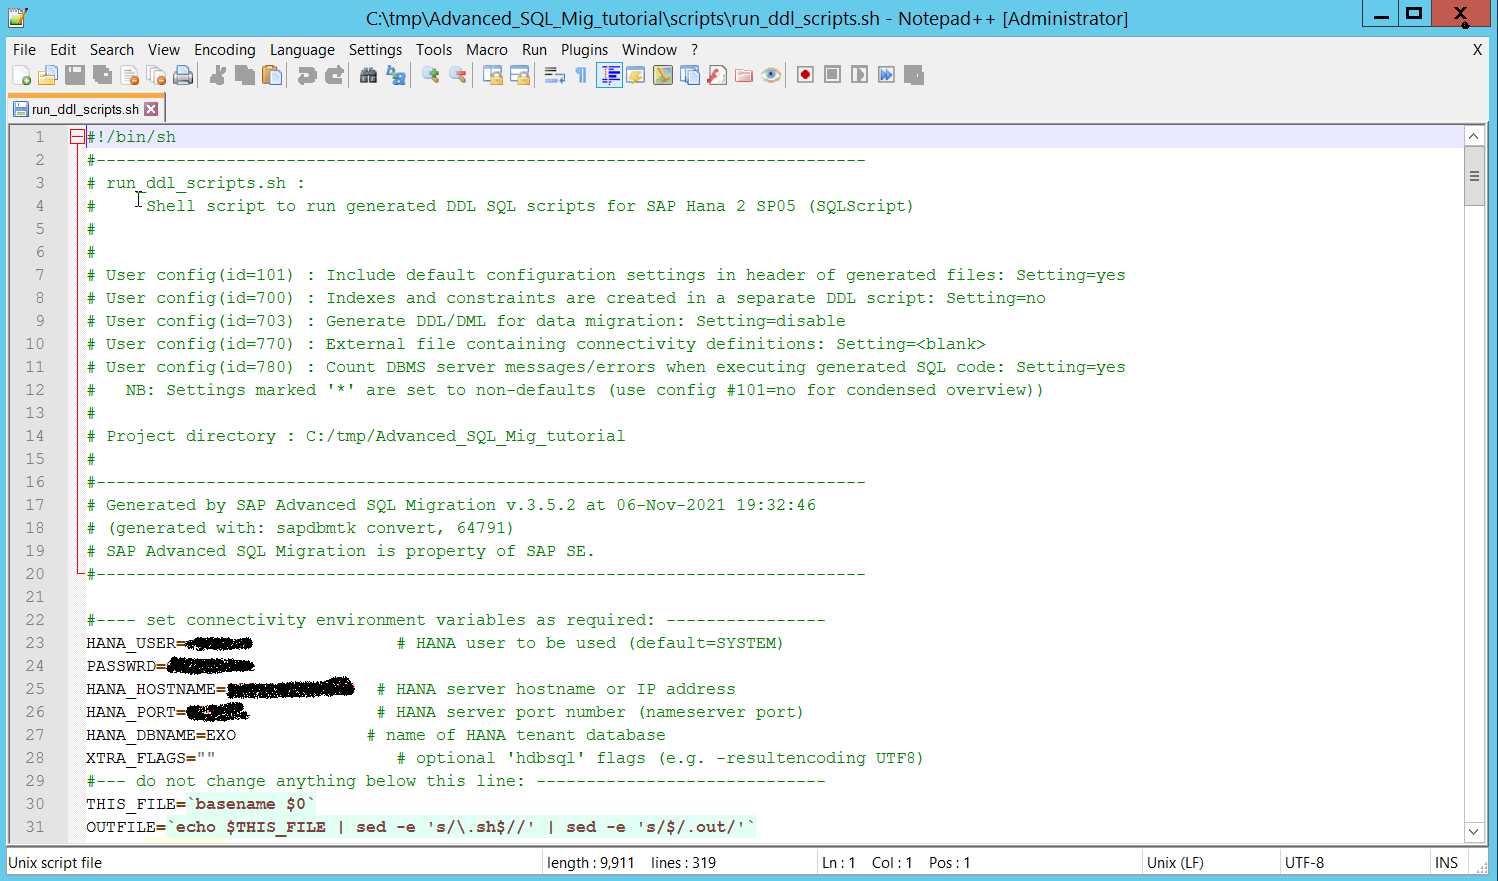 C:\tmp\Advanced_SQL_Mig_tutorial\scripts\run_ddl_scripts.sh - Notepad++ [Administrator]
File Edit Search View Encoding Language Settings Tools Macro Run Plugins Window ? X
run_ddl_scripts.sh
1 #!/bin/sh
2 #-----------------------------------------------------------------------------
3 # run_ddl_scripts.sh :
4 #     Shell script to run generated DDL SQL scripts for SAP Hana 2 SP05 (SQLScript)
5 #
6 #
7 # User config(id=101) : Include default configuration settings in header of generated files: Setting=yes
8 # User config(id=700) : Indexes and constraints are created in a separate DDL script: Setting=no
9 # User config(id=703) : Generate DDL/DML for data migration: Setting=disable
10 # User config(id=770) : External file containing connectivity definitions: Setting=<blank>
11 # User config(id=780) : Count DBMS server messages/errors when executing generated SQL code: Setting=yes
12 #   NB: Settings marked '*' are set to non-defaults (use config #101=no for condensed overview))
13 #
14 # Project directory : C:/tmp/Advanced_SQL_Mig_tutorial
15 #
16 #-----------------------------------------------------------------------------
17 # Generated by SAP Advanced SQL Migration v.3.5.2 at 06-Nov-2021 19:32:46
18 # (generated with: sapdbmtk convert, 64791)
19 # SAP Advanced SQL Migration is property of SAP SE.
20 #-----------------------------------------------------------------------------
21
22 #---- set connectivity environment variables as required: ----------------
23 HANA_USER= # HANA user to be used (default=SYSTEM)
24 PASSWRD=
25 HANA_HOSTNAME= # HANA server hostname or IP address
26 HANA_PORT= # HANA server port number (nameserver port)
27 HANA_DBNAME=EXO # name of HANA tenant database
28 XTRA_FLAGS="" # optional 'hdbsql' flags (e.g. -resultencoding UTF8)
29 #--- do not change anything below this line: -----------------------------
30 THIS_FILE=`basename $0`
31 OUTFILE=`echo $THIS_FILE | sed -e 's/\.sh$//' | sed -e 's/$/.out/'`
Unix script file length : 9,911 lines : 319 Ln : 1 Col : 1 Pos : 1 Unix (LF) UTF-8 INS